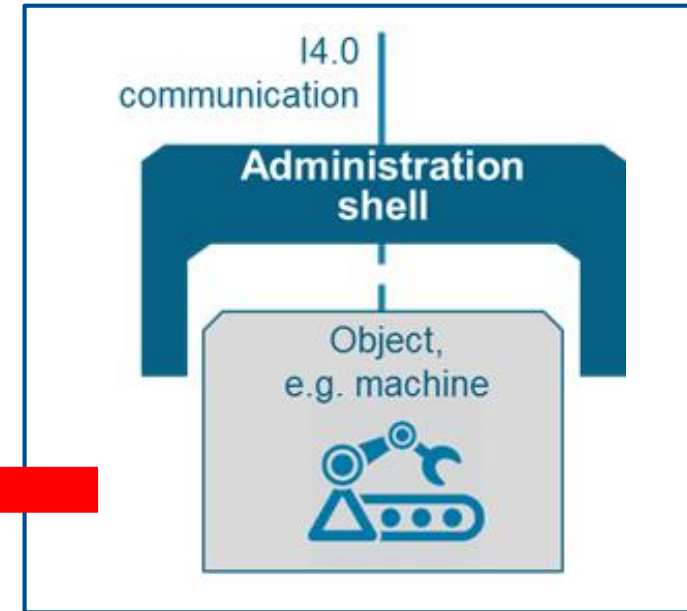 I4.0
communication
Administration
shell
Object,
e.g. machine